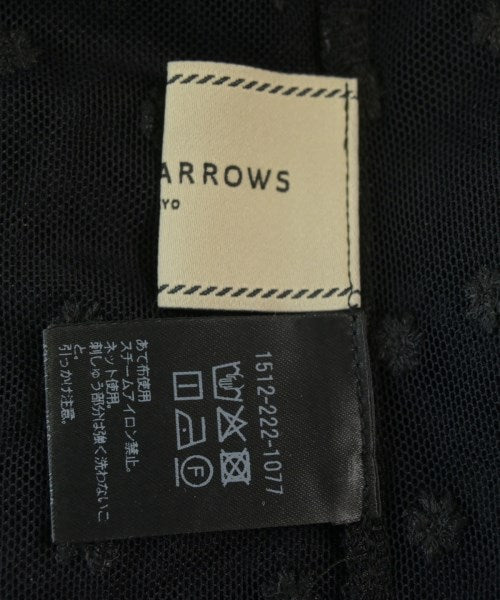 ARROWS
YO
1512-222-1077
F
あて布使用
スチームアイロン禁止。
ネット使用。
刺しゅう部分は強く洗わないこ
と。
引っかけ注意。